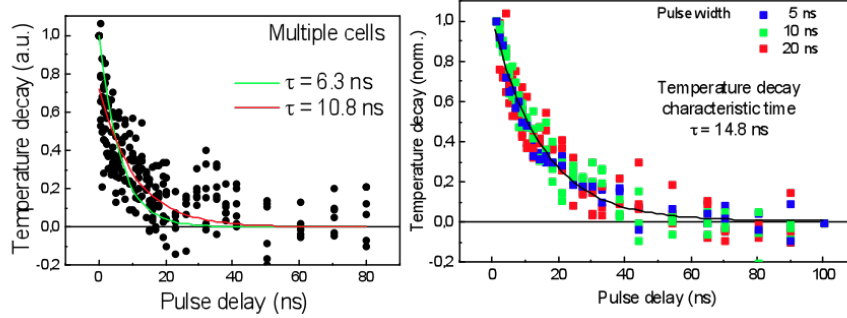 Multiple cells
τ = 6.3 ns
τ = 10.8 ns
Temperature decay (a.u.)
1,0
0,8
0,6
0,4
0,2
0,0
-0,2
0
20
40
60
80
Pulse delay (ns)
Pulse width
5 ns
10 ns
20 ns
Temperature decay
characteristic time
τ = 14.8 ns
Temperature decay (norm.)
1,0
0,8
0,6
0,4
0,2
0,0
-0,2
0
20
40
60
80
100
Pulse delay (ns)